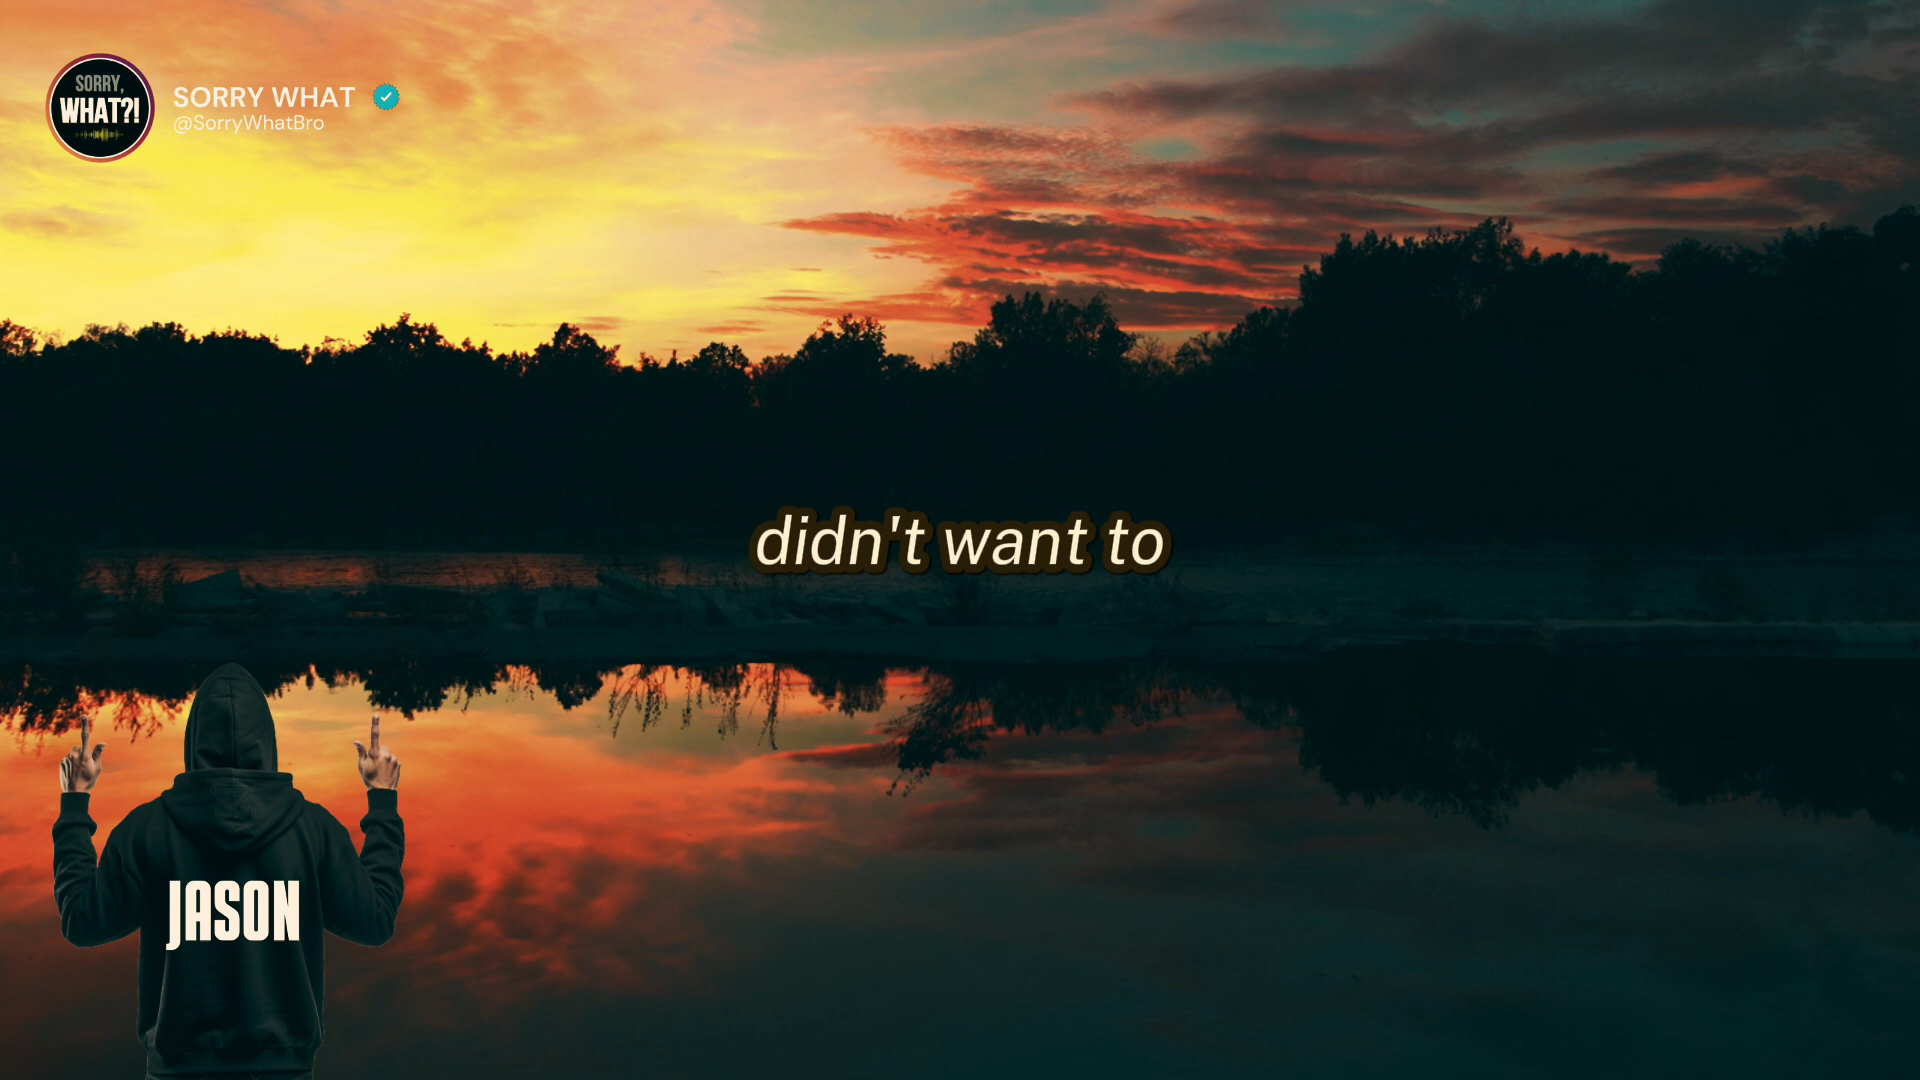 SORRY,
WHAT?!
SORRY WHAT
@SorryWhatBro
didn't want to
JASON